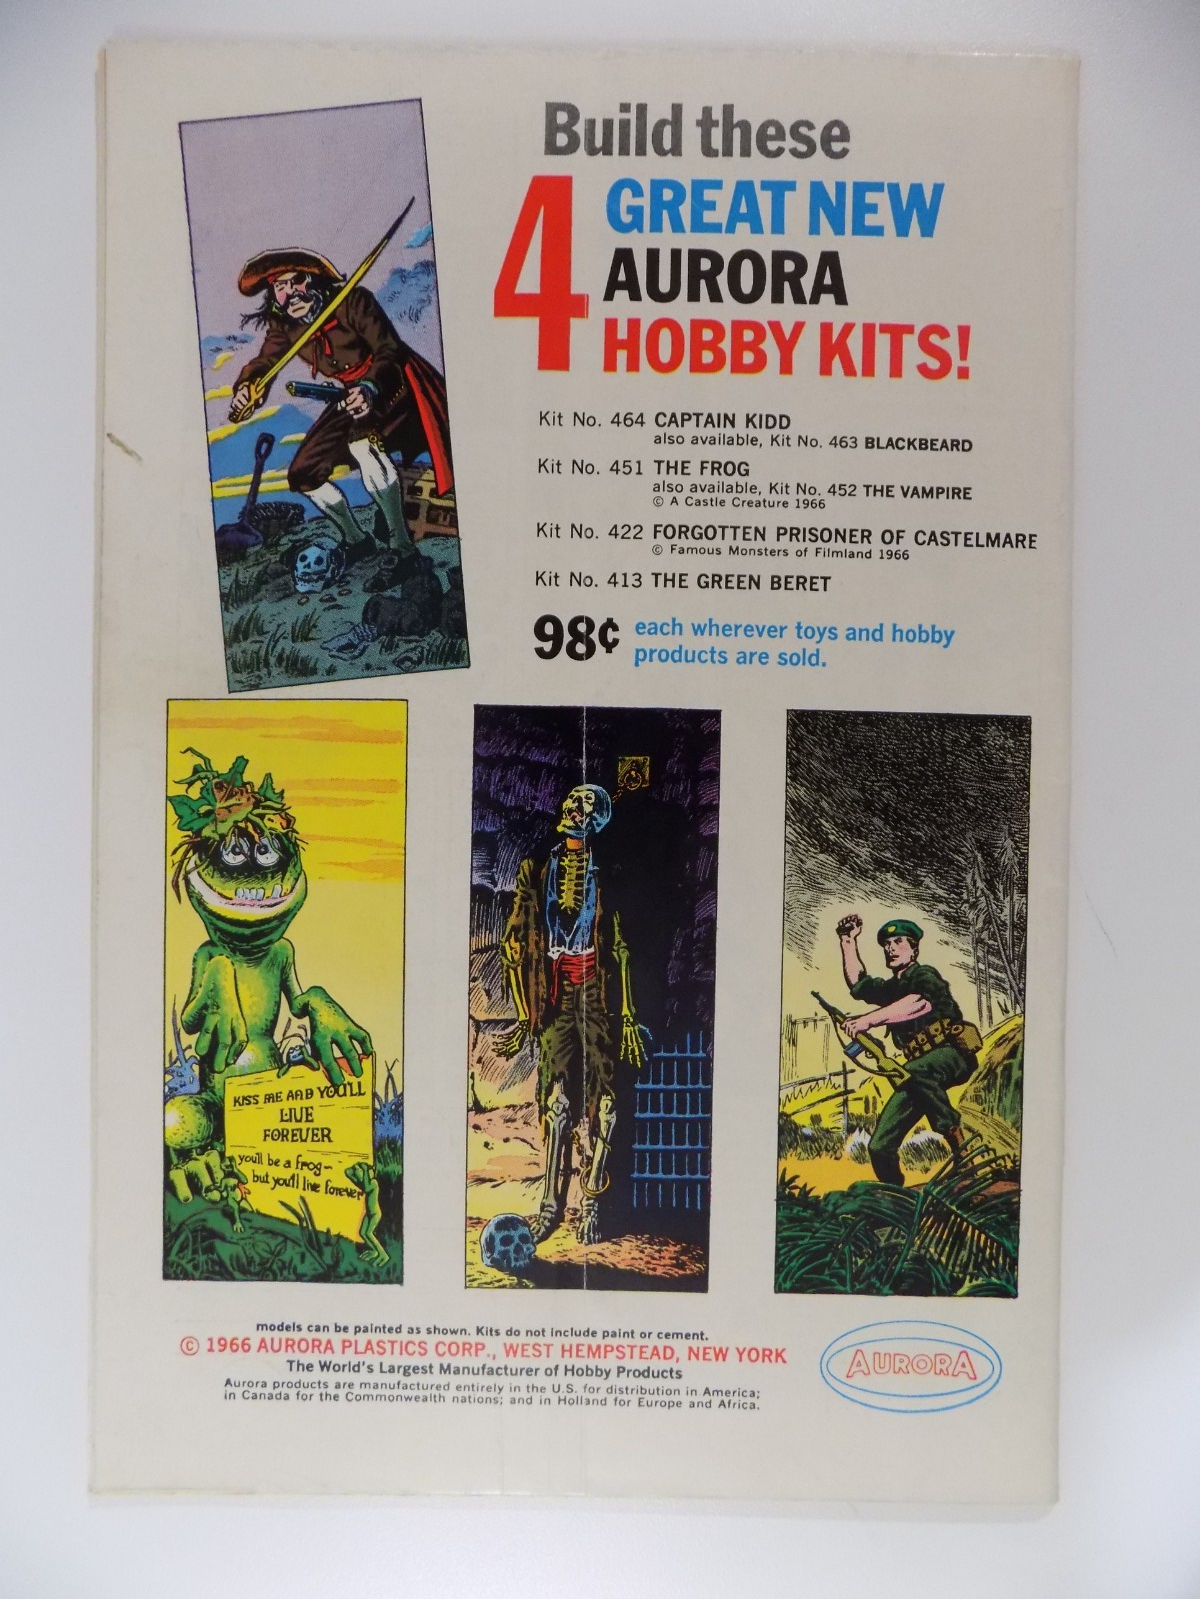 Build these
4 GREAT NEW
AURORA
HOBBY KITS!
Kit No. 464 CAPTAIN KIDD
also available, Kit No. 463 BLACKBEARD
Kit No. 451 THE FROG
also available, Kit No. 452 THE VAMPIRE
© A Castle Creature 1966
Kit No. 422 FORGOTTEN PRISONER OF CASTELMARE
© Famous Monsters of Filmland 1966
Kit No. 413 THE GREEN BERET
98¢ each wherever toys and hobby
products are sold.
KISS ME AND YOU'LL
LIVE
FOREVER
you'll be a frog-
but you'll live forever
models can be painted as shown. Kits do not include paint or cement.
© 1966 AURORA PLASTICS CORP., WEST HEMPSTEAD, NEW YORK
The World's Largest Manufacturer of Hobby Products
Aurora products are manufactured entirely in the U.S. for distribution in America;
in Canada for the Commonwealth nations; and in Holland for Europe and Africa.
AURORA